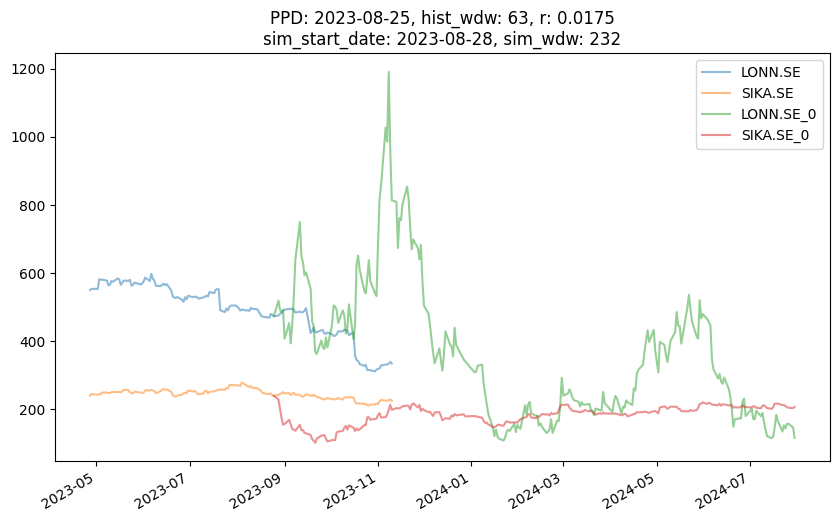 PPD: 2023-08-25, hist_wdw: 63, r: 0.0175
sim_start_date: 2023-08-28, sim_wdw: 232
1200
1000
800
600
400
200
LONN.SE
SIKA.SE
LONN.SE_0
SIKA.SE_0
2023-05
2023-07
2023-09
2023-11
2024-01
2024-03
2024-05
2024-07